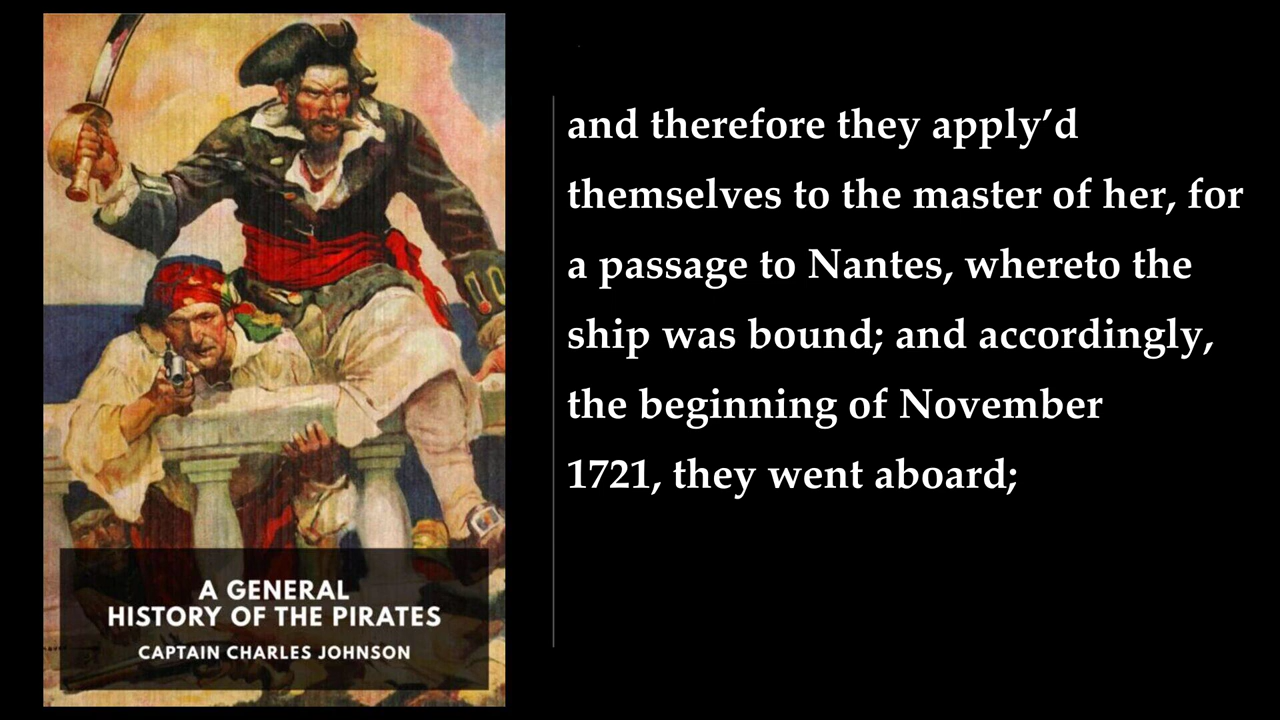 A GENERAL
HISTORY OF THE PIRATES
CAPTAIN CHARLES JOHNSON
and therefore they apply’d
themselves to the master of her, for
a passage to Nantes, whereto the
ship was bound; and accordingly,
the beginning of November
1721, they went aboard;